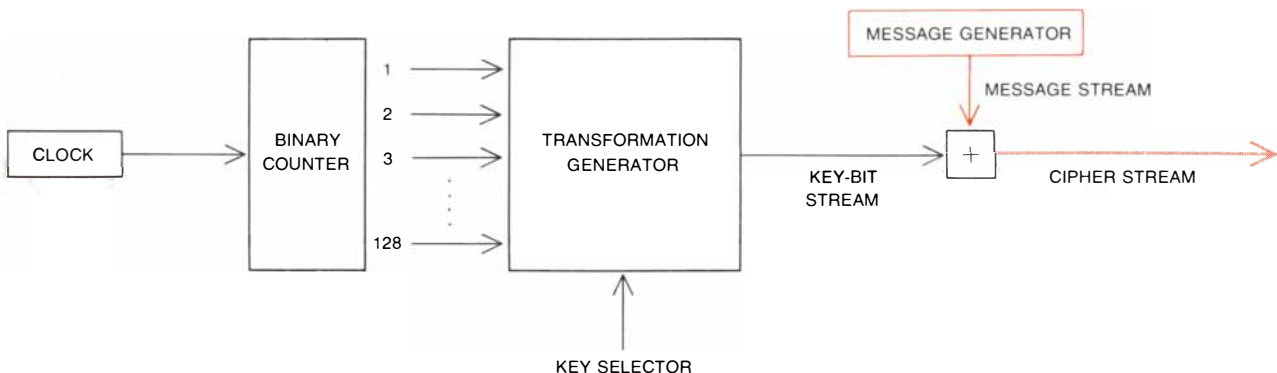 MESSAGE GENERATOR
MESSAGE STREAM
CLOCK
BINARY
COUNTER
1
2
3
128
TRANSFORMATION
GENERATOR
+
KEY-BIT
STREAM
CIPHER STREAM
KEY SELECTOR